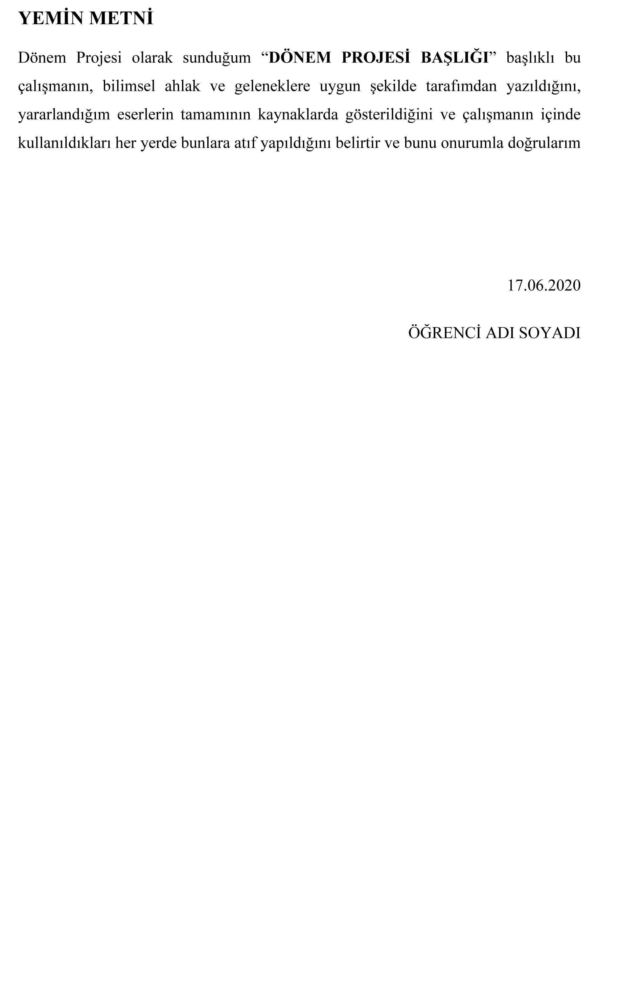 YEMİN METNİ
Dönem Projesi olarak sunduğum “DÖNEM PROJESİ BAŞLIĞI” başlıklı bu
çalışmanın, bilimsel ahlak ve geleneklere uygun şekilde tarafımdan yazıldığını,
yararlandığım eserlerin tamamının kaynaklarda gösterildiğini ve çalışmanın içinde
kullanıldıkları her yerde bunlara atıf yapıldığını belirtir ve bunu onurumla doğrularım
17.06.2020
ÖĞRENCİ ADI SOYADI